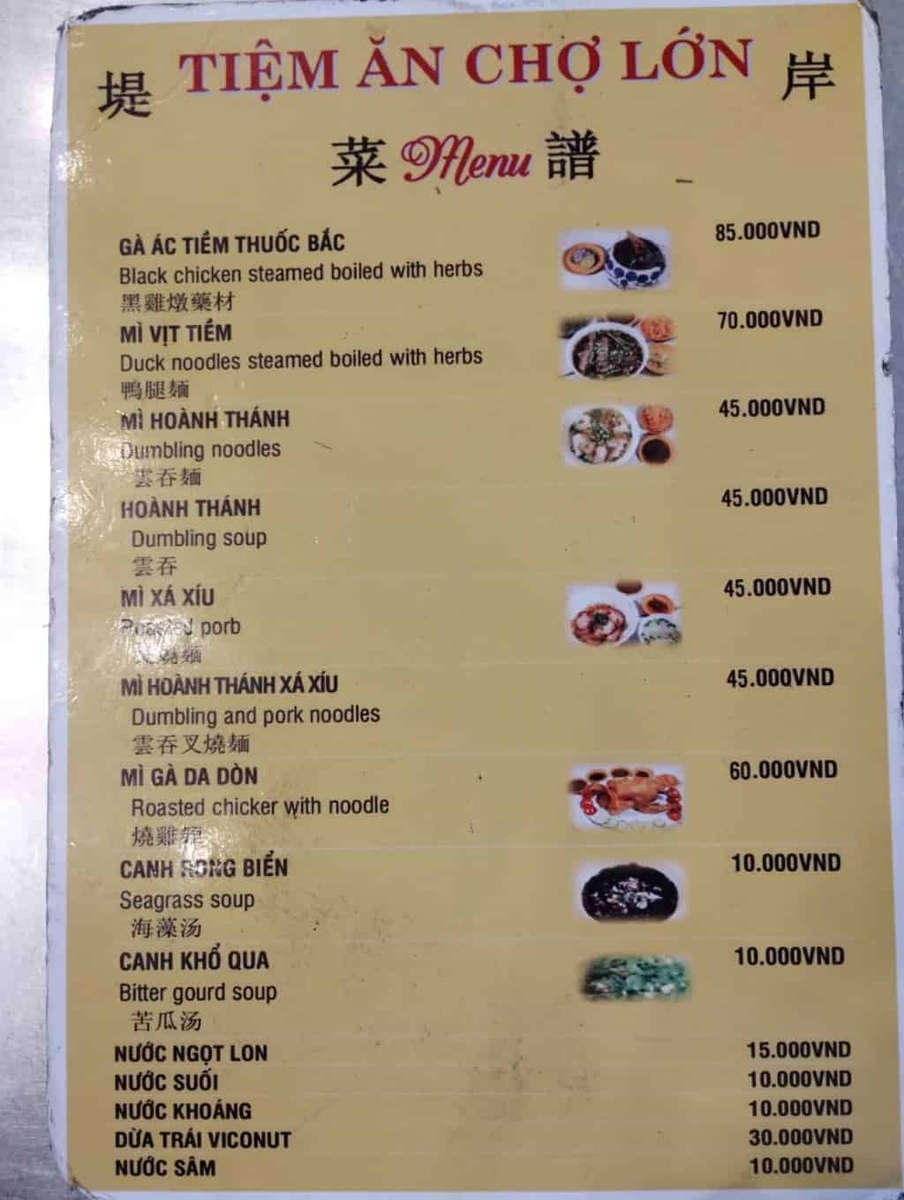 堤 TIỆM ĂN CHỢ LỚN 岸
菜 Menu 譜
GÀ ÁC TIỀM THUỐC BẮC 85.000VND
Black chicken steamed boiled with herbs
黑雞燉藥材
MÌ VỊT TIỀM 70.000VND
Duck noodles steamed boiled with herbs
鴨腿麵
MÌ HOÀNH THÁNH 45.000VND
Dumbling noodles
雲吞麵
HOÀNH THÁNH 45.000VND
Dumbling soup
雲吞
MÌ XÁ XÍU 45.000VND
Roasted porb
燒麵
MÌ HOÀNH THÁNH XÁ XÍU 45.000VND
Dumbling and pork noodles
雲吞叉燒麵
MÌ GÀ DA DÒN 60.000VND
Roasted chicker with noodle
燒雞
CANH RONG BIỂN 10.000VND
Seagrass soup
海藻汤
CANH KHỔ QUA 10.000VND
Bitter gourd soup
苦瓜汤
NƯỚC NGỌT LON 15.000VND
NƯỚC SUỐI 10.000VND
NƯỚC KHOÁNG 10.000VND
DỪA TRÁI VICONUT 30.000VND
NƯỚC SÂM 10.000VND